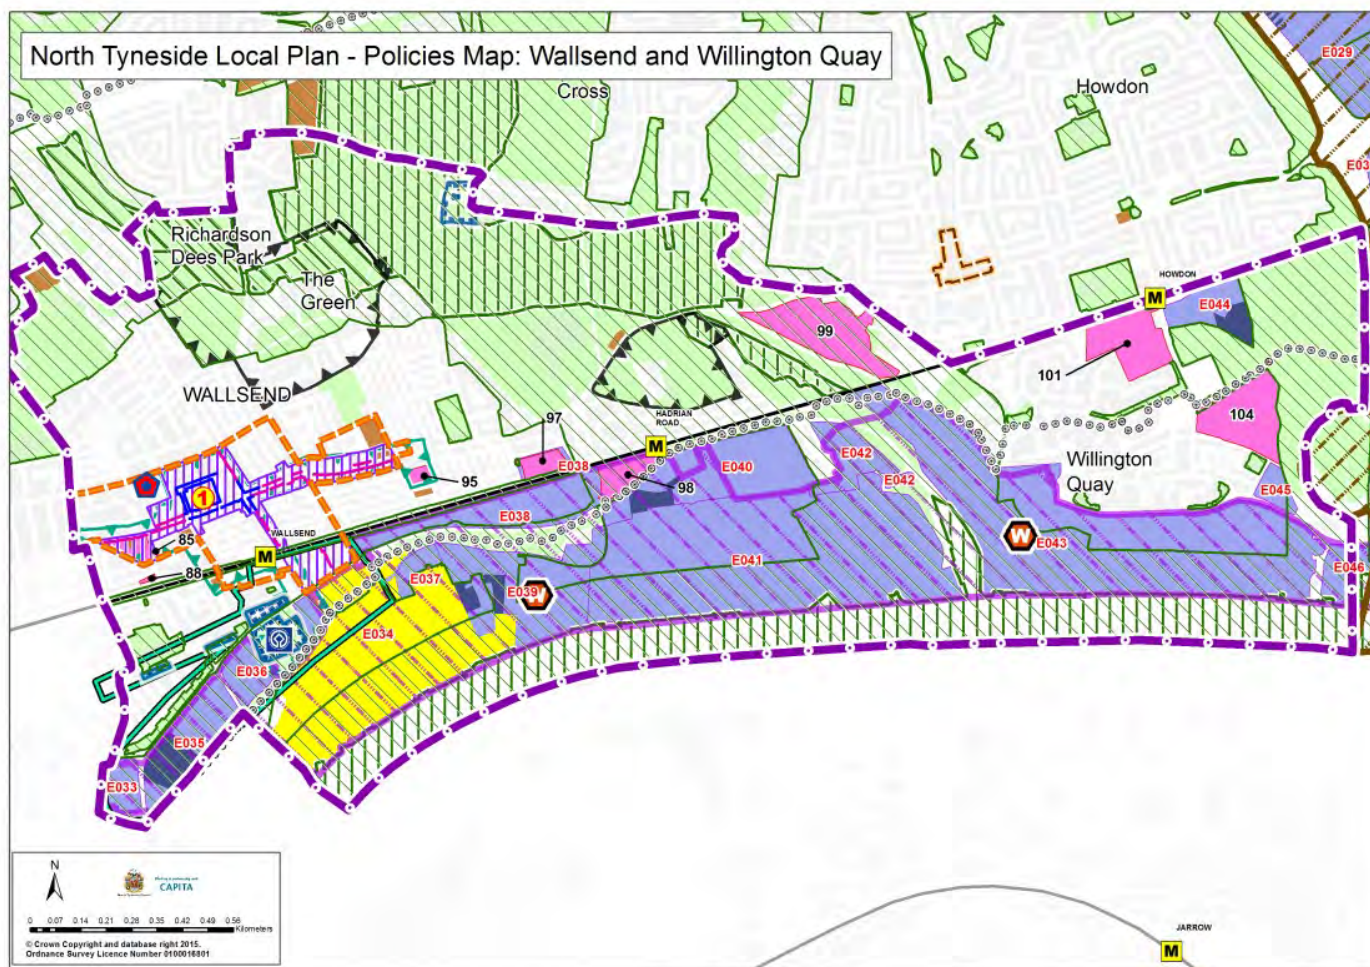 North Tyneside Local Plan - Policies Map: Wallsend and Willington Quay
E029
Cross
Howdon
E03
Richardson
Dees Park
The
Green
HOWDON
M
E044
99
101
WALLSEND
HADRIAN
ROAD
M
104
97
E038
98
E040
E042
E042
Willington
Quay
95
E045
1
E038
WALLSEND
M
85
88
W
E043
E041
E046
E037
E039
W
E034
E036
E035
E033
N
CAPITA
0 0.07 0.14 0.21 0.28 0.35 0.42 0.49 0.56
Kilometers
© Crown Copyright and database right 2015.
Ordnance Survey Licence Number 0100016801
JARROW
M